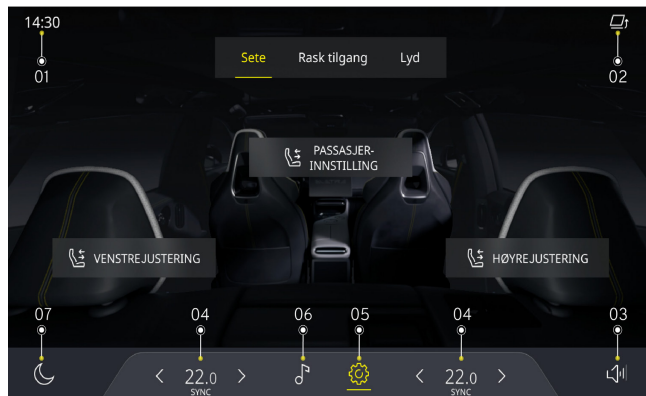 14:30
01
02
Sete Rask tilgang Lyd
PASSASJER-
INNSTILLING
VENSTREJUSTERING
HØYREJUSTERING
07 04 06 05 04 03
22.0 22.0
SYNC SYNC